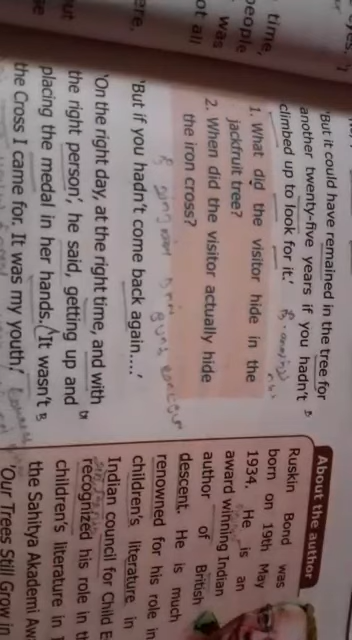 time,
people
was
ot all
ere.
'But it could have remained in the tree for
another twenty-five years if you hadn't
climbed up to look for it.'
1. What did the visitor hide in the
jackfruit tree?
2. When did the visitor actually hide
the iron cross?
'But if you hadn't come back again....'
'On the right day, at the right time, and with
the right person', he said, getting up and
placing the medal in her hands. 'It wasn't
the Cross I came for. It was my youth.'
About the author
Ruskin Bond was
born on 19th May
1934. He is an
award winning Indian
author of British
descent. He is much
renowned for his role in
children's literature in
Indian council for Child E
recognized his role in th
children's literature in
the Sahitya Akademi Aw
'Our Trees Still Grow in